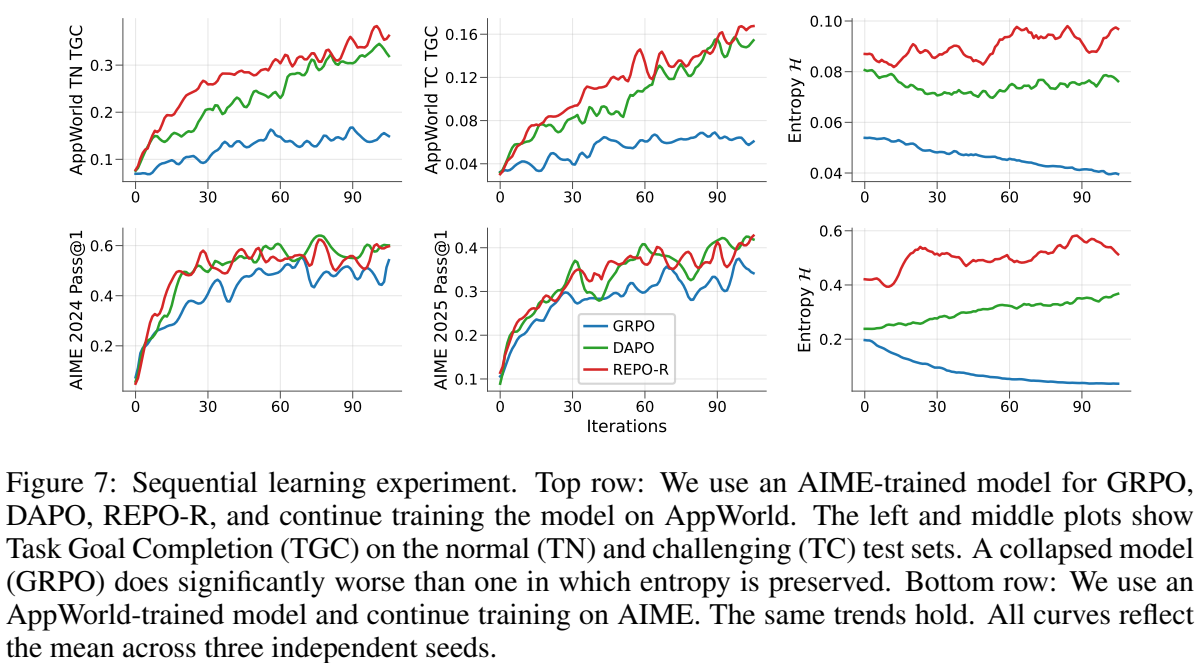 AppWorld TN TGC
0.3
0.2
0.1
0 30 60 90
AppWorld TC TGC
0.16
0.12
0.08
0.04
0 30 60 90
Entropy ℋ
0.10
0.08
0.06
0.04
0 30 60 90
AIME 2024 Pass@1
0.6
0.4
0.2
0 30 60 90
AIME 2025 Pass@1
0.4
0.3
0.2
0.1
GRPO
DAPO
REPO-R
0 30 60 90
Iterations
Entropy ℋ
0.6
0.4
0.2
0 30 60 90
Figure 7: Sequential learning experiment. Top row: We use an AIME-trained model for GRPO,
DAPO, REPO-R, and continue training the model on AppWorld. The left and middle plots show
Task Goal Completion (TGC) on the normal (TN) and challenging (TC) test sets. A collapsed model
(GRPO) does significantly worse than one in which entropy is preserved. Bottom row: We use an
AppWorld-trained model and continue training on AIME. The same trends hold. All curves reflect
the mean across three independent seeds.